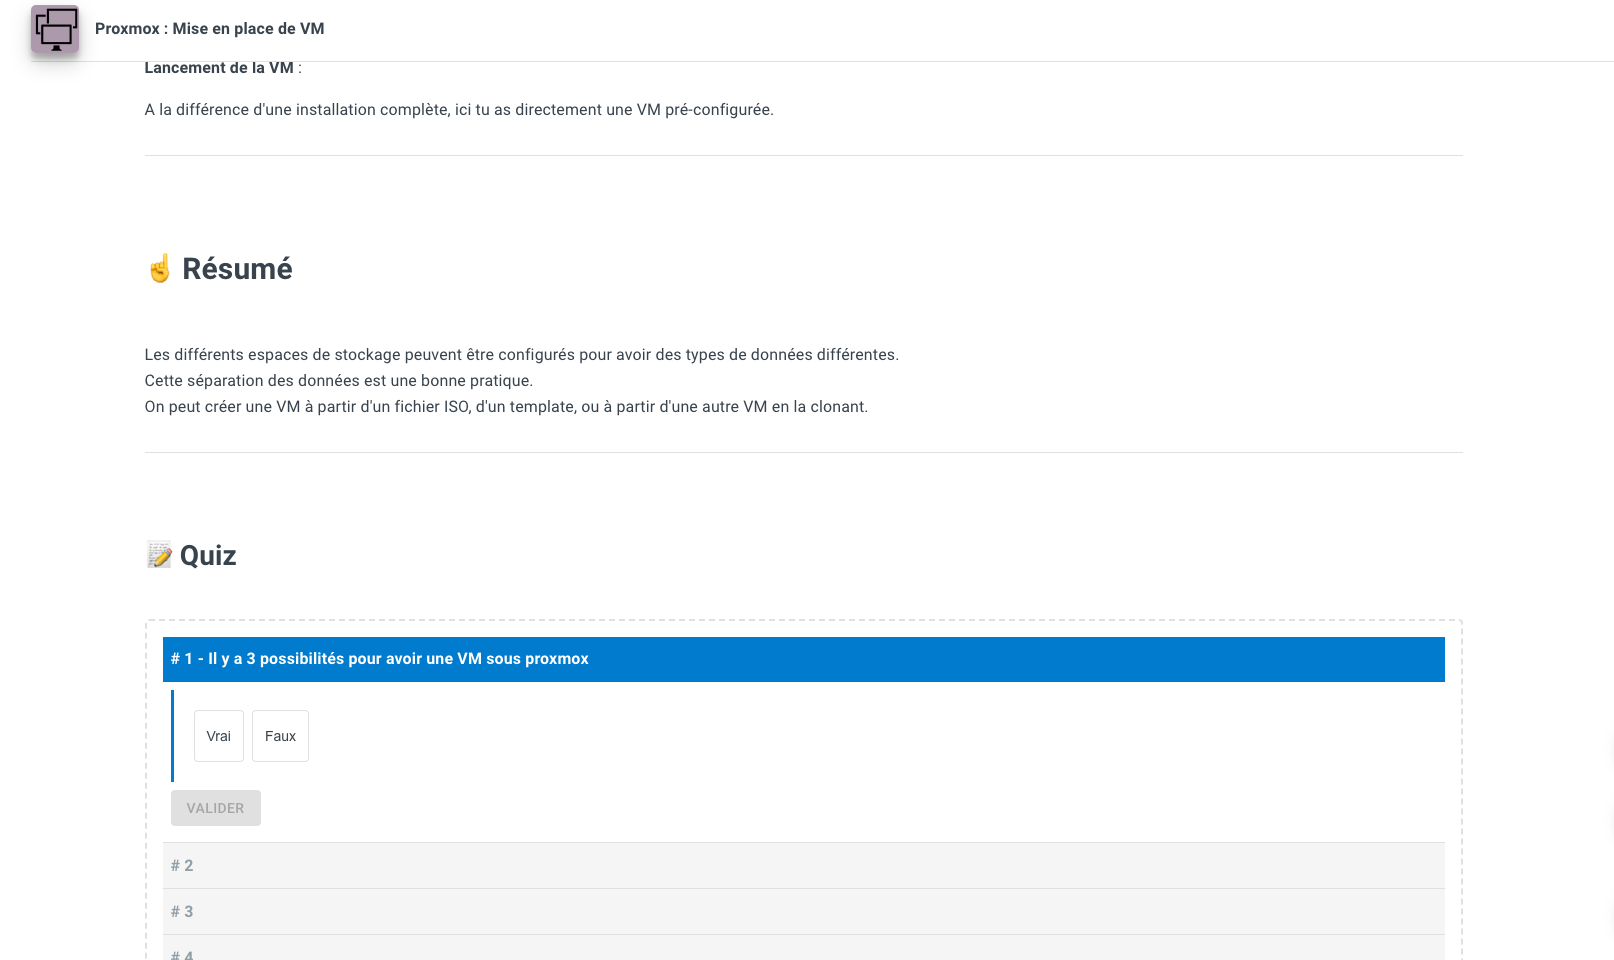 Proxmox : Mise en place de VM
Lancement de la VM :
A la différence d'une installation complète, ici tu as directement une VM pré-configurée.
☝ Résumé
Les différents espaces de stockage peuvent être configurés pour avoir des types de données différentes.
Cette séparation des données est une bonne pratique.
On peut créer une VM à partir d'un fichier ISO, d'un template, ou à partir d'une autre VM en la clonant.
📝 Quiz
# 1 - Il y a 3 possibilités pour avoir une VM sous proxmox
Vrai Faux
VALIDER
# 2
# 3
# 4